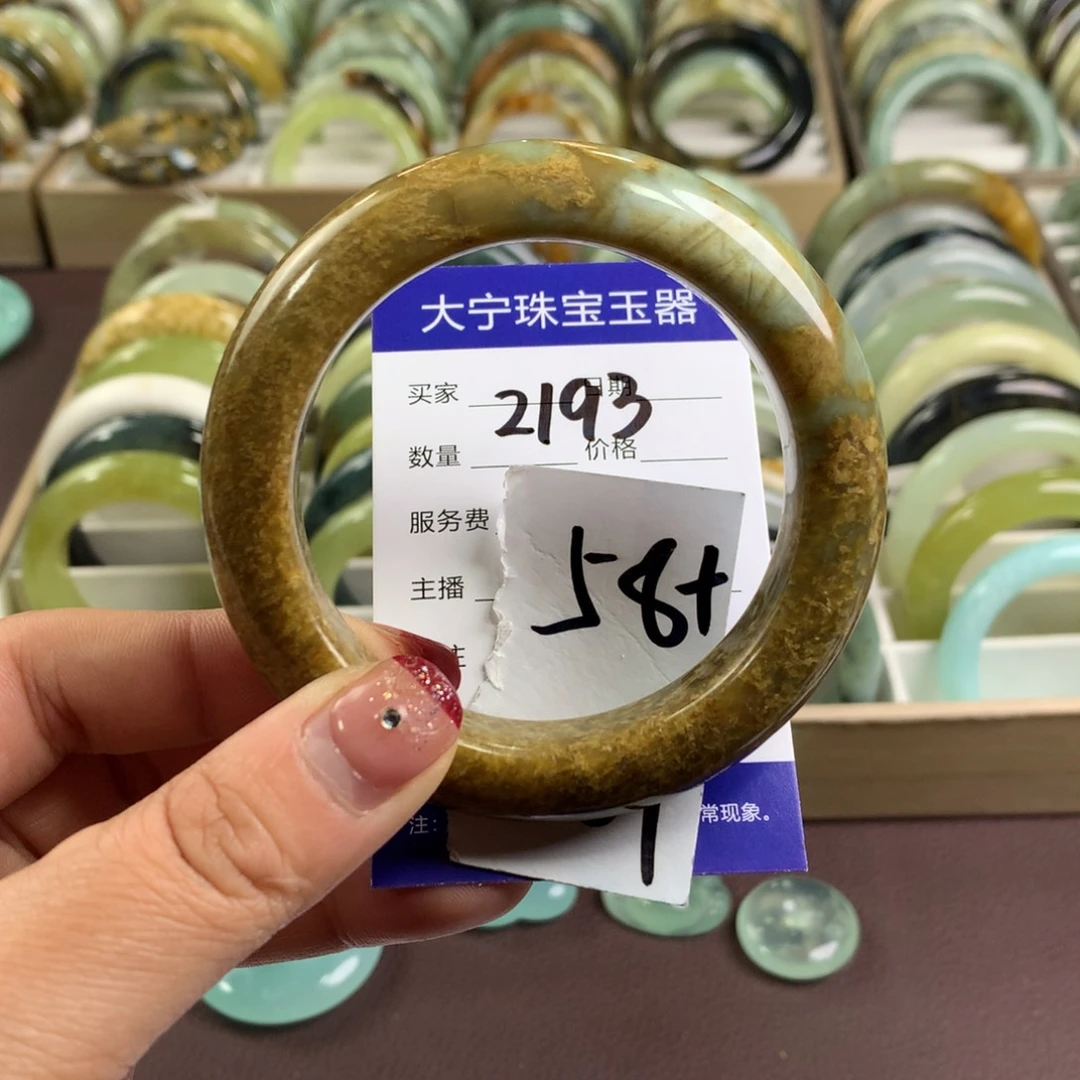 大宁珠宝玉器
买家 日期
2193
数量 价格
服务费
58+
主播
注:
常现象。